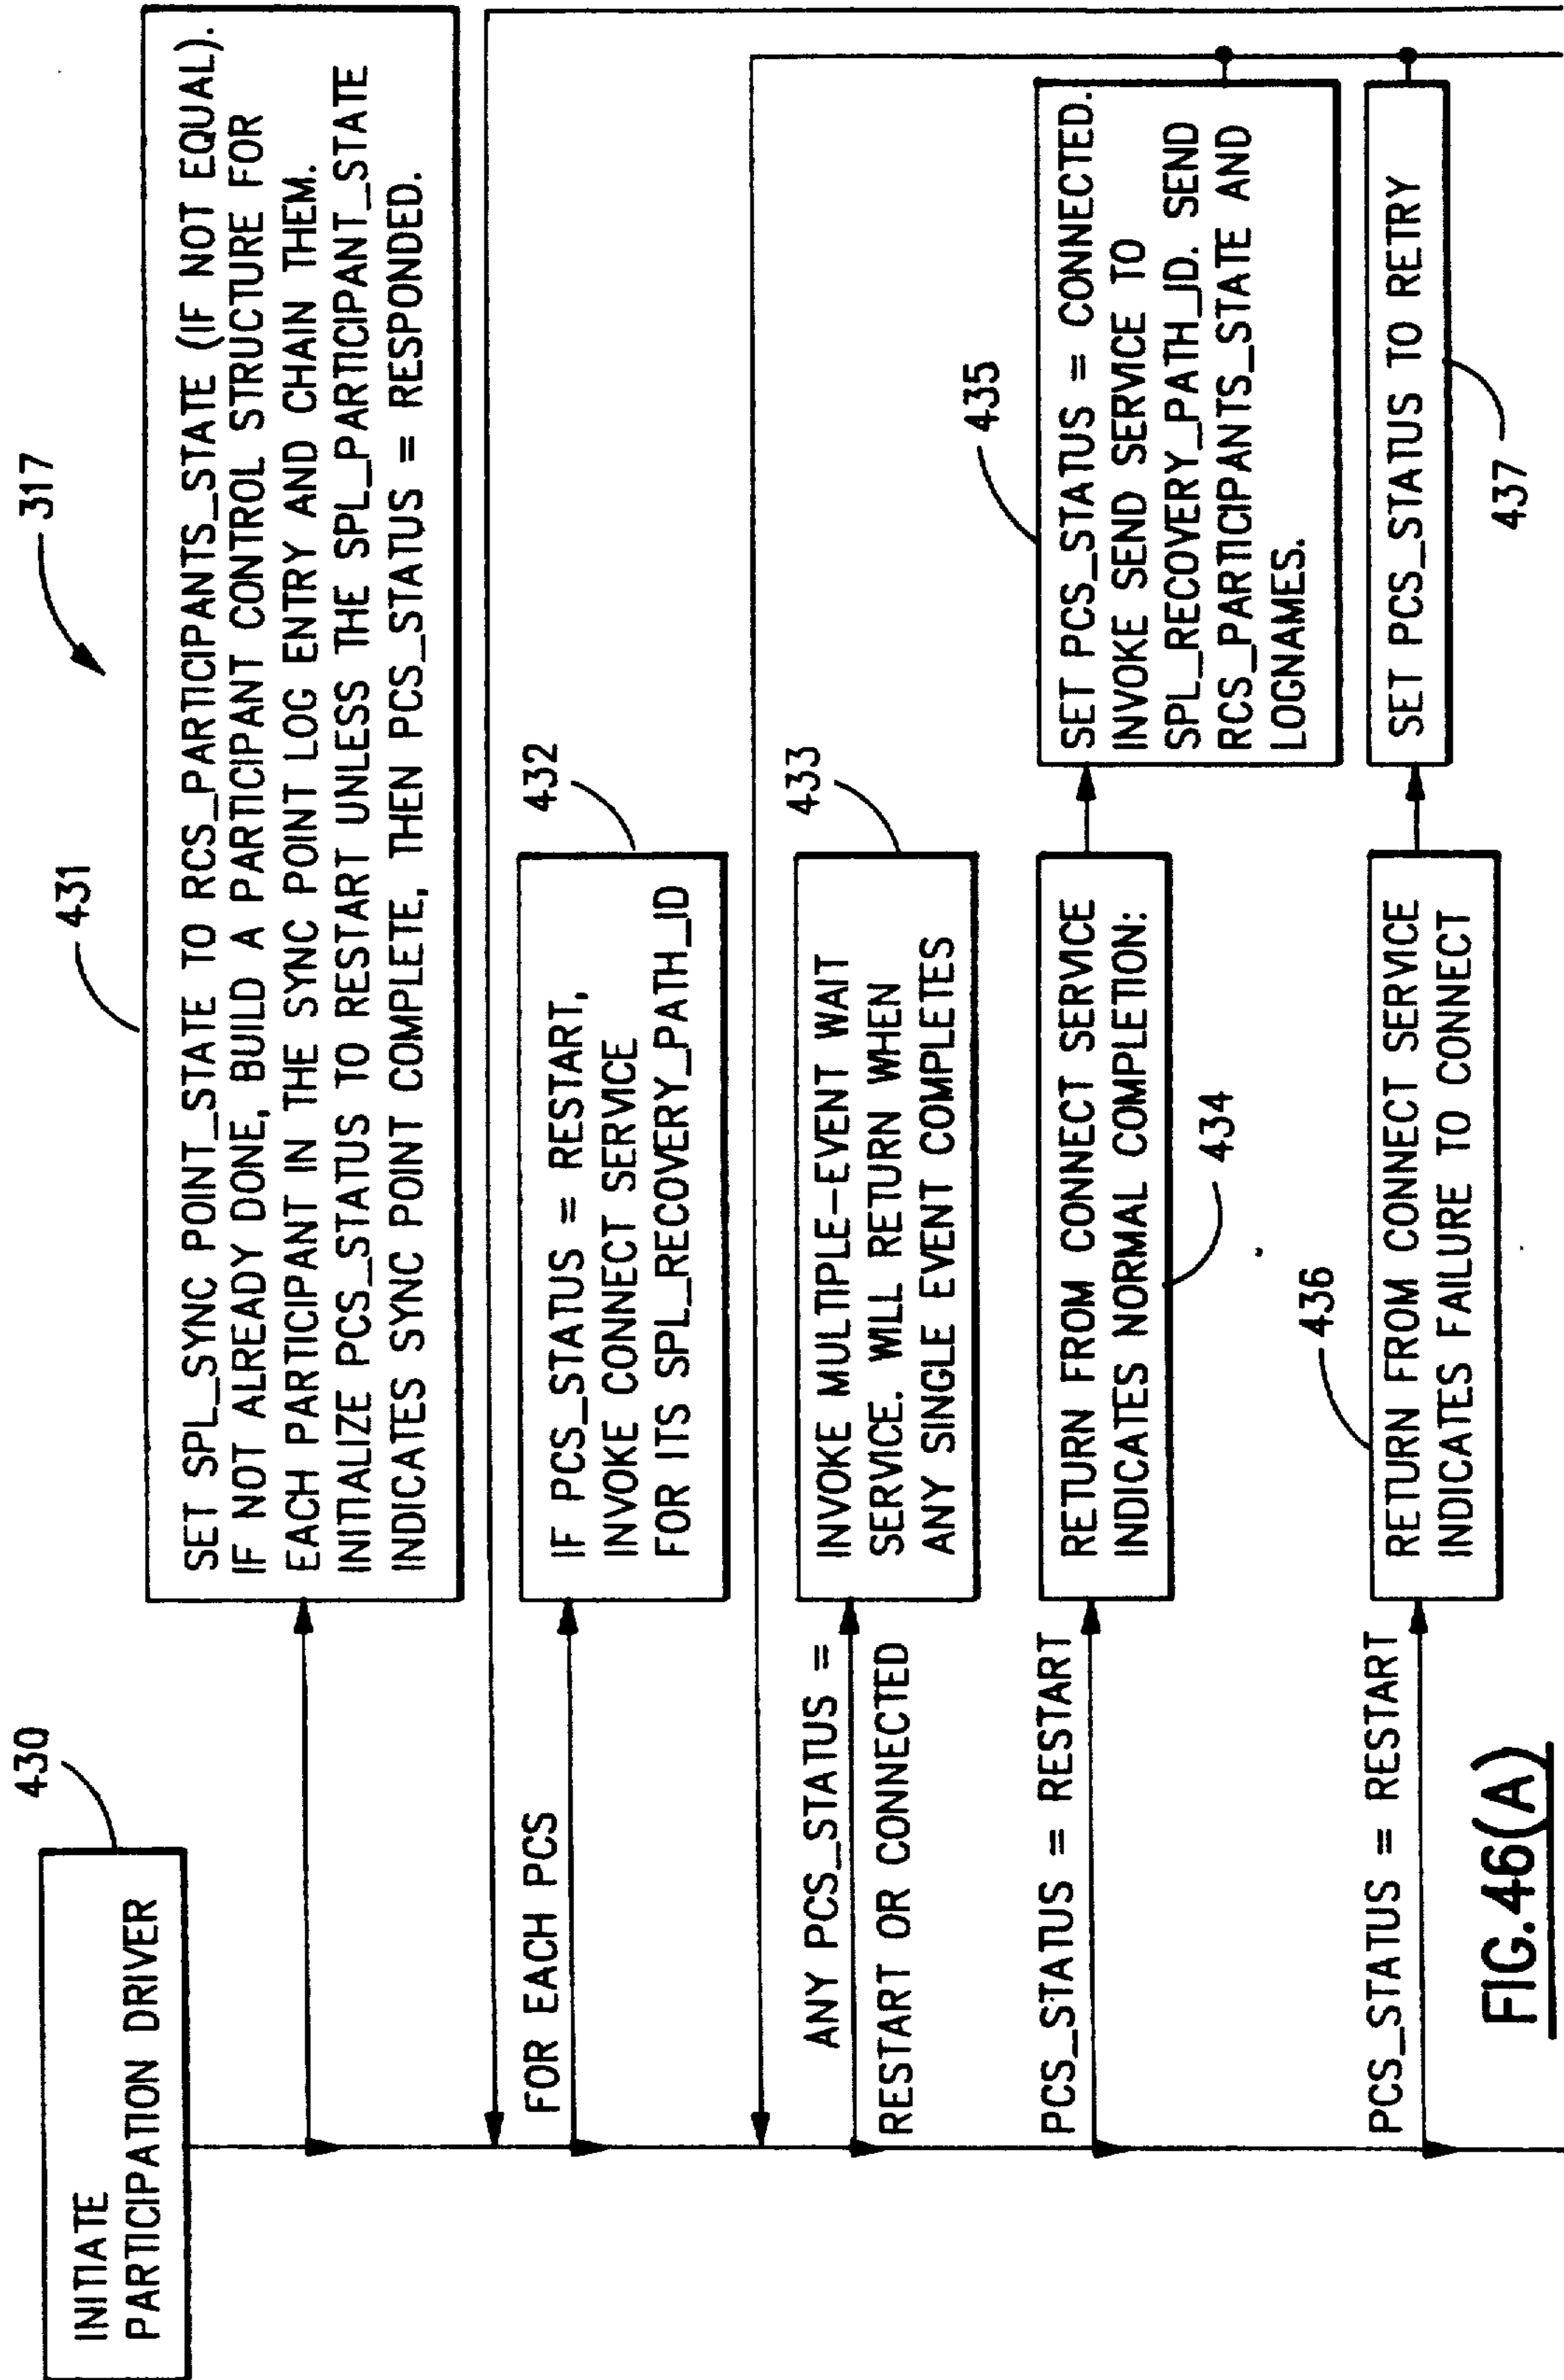 317
430
INITIATE
PARTICIPATION DRIVER
431
SET SPL_SYNC POINT_STATE TO RCS_PARTICIPANTS_STATE (IF NOT EQUAL).
IF NOT ALREADY DONE, BUILD A PARTICIPANT CONTROL STRUCTURE FOR
EACH PARTICIPANT IN THE SYNC POINT LOG ENTRY AND CHAIN THEM.
INITIALIZE PCS_STATUS TO RESTART UNLESS THE SPL_PARTICIPANT_STATE
INDICATES SYNC POINT COMPLETE, THEN PCS_STATUS = RESPONDED.
FOR EACH PCS
432
IF PCS_STATUS = RESTART,
INVOKE CONNECT SERVICE
FOR ITS SPL_RECOVERY_PATH_ID
ANY PCS_STATUS =
RESTART OR CONNECTED
433
INVOKE MULTIPLE-EVENT WAIT
SERVICE. WILL RETURN WHEN
ANY SINGLE EVENT COMPLETES
PCS_STATUS = RESTART
RETURN FROM CONNECT SERVICE
INDICATES NORMAL COMPLETION:
434
435
SET PCS_STATUS = CONNECTED.
INVOKE SEND SERVICE TO
SPL_RECOVERY_PATH_ID. SEND
RCS_PARTICIPANTS_STATE AND
LOGNAMES.
PCS_STATUS = RESTART
436
RETURN FROM CONNECT SERVICE
INDICATES FAILURE TO CONNECT
SET PCS_STATUS TO RETRY
437
FIG.46(A)